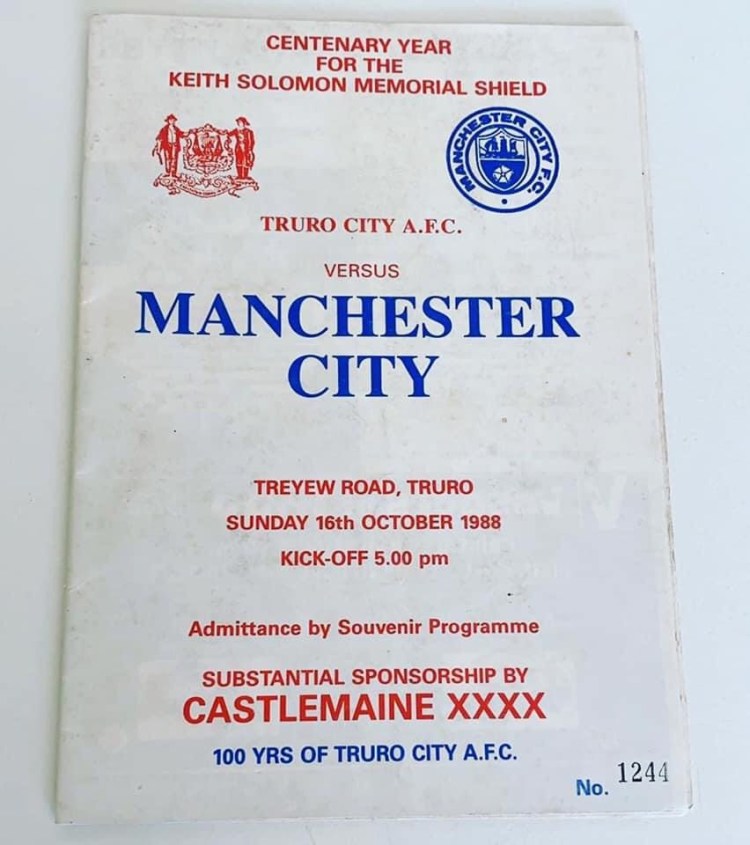 CENTENARY YEAR
FOR THE
KEITH SOLOMON MEMORIAL SHIELD
MANCHESTER CITY F.C.
TRURO CITY A.F.C.
VERSUS
MANCHESTER
CITY
TREYEW ROAD, TRURO
SUNDAY 16th OCTOBER 1988
KICK-OFF 5.00 pm
Admittance by Souvenir Programme
SUBSTANTIAL SPONSORSHIP BY
CASTLEMAINE XXXX
100 YRS OF TRURO CITY A.F.C.
No. 1244